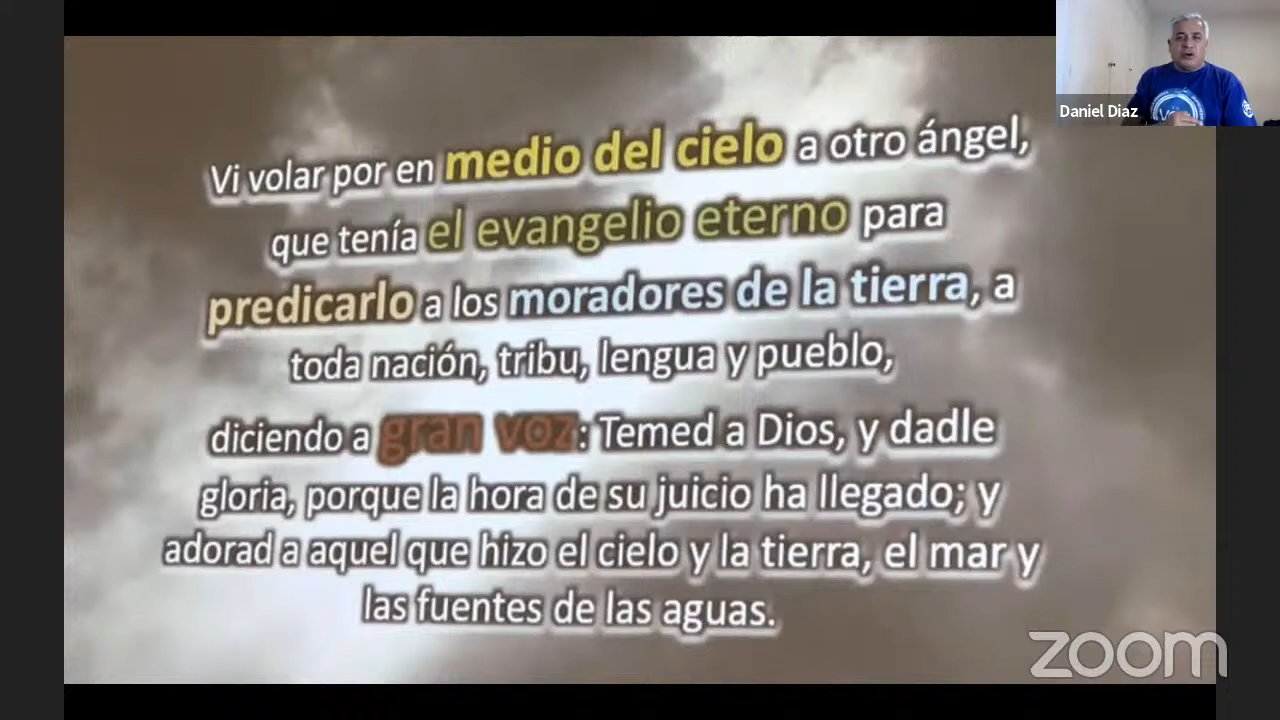 Daniel Diaz
Vi volar por en medio del cielo a otro ángel,
que tenía el evangelio eterno para
predicarlo a los moradores de la tierra, a
toda nación, tribu, lengua y pueblo,
diciendo a gran voz: Temed a Dios, y dadle
gloria, porque la hora de su juicio ha llegado; y
adorad a aquel que hizo el cielo y la tierra, el mar y
las fuentes de las aguas.
zoom